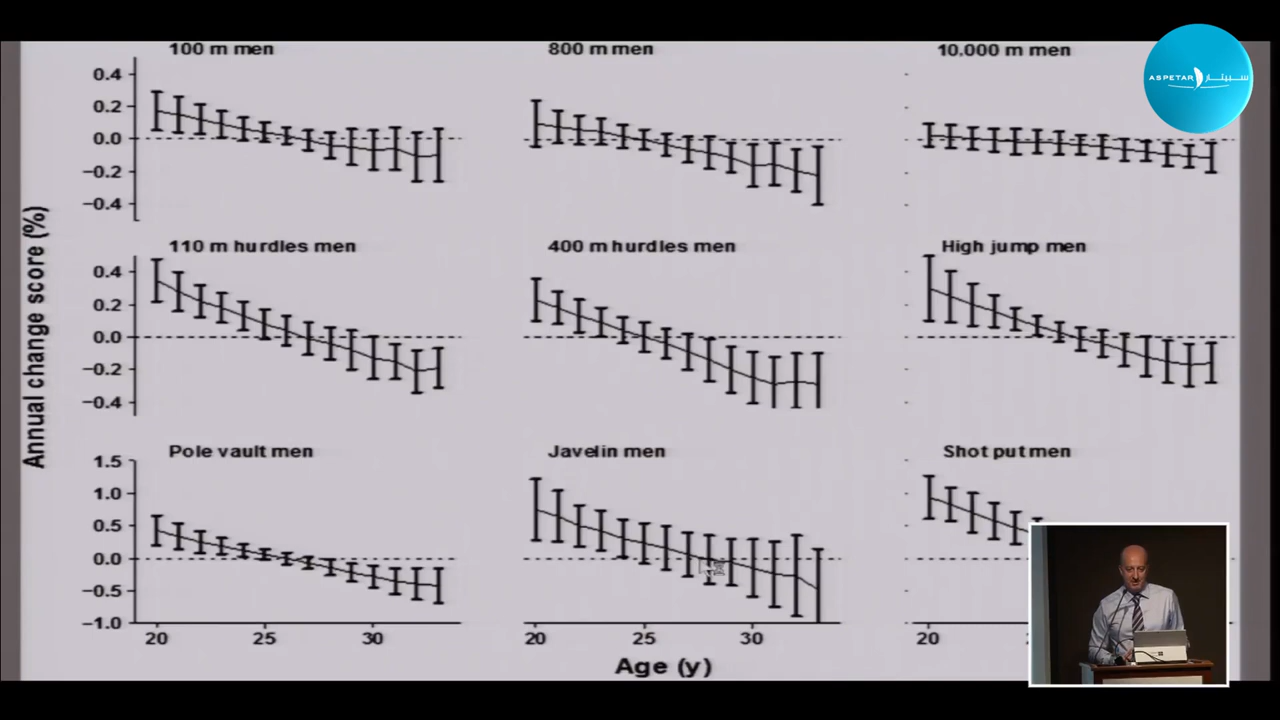 100 m men
800 m men
10,000 m men
ASPETAR سبيتار
0.4
0.2
0.0
−0.2
−0.4
Annual change score (%)
110 m hurdles men
400 m hurdles men
High jump men
0.4
0.2
0.0
−0.2
−0.4
Pole vault men
Javelin men
Shot put men
1.5
1.0
0.5
0.0
−0.5
−1.0
20 25 30
20 25 30
20
Age (y)